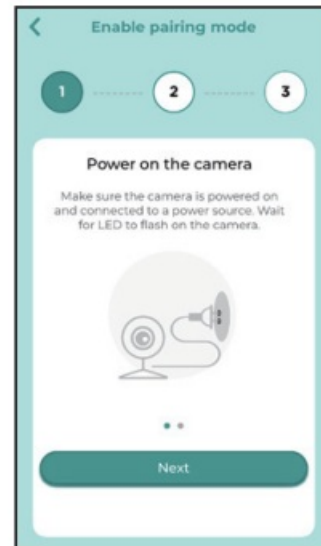 Enable pairing mode
1 2 3
Power on the camera
Make sure the camera is powered on
and connected to a power source. Wait
for LED to flash on the camera.
Next